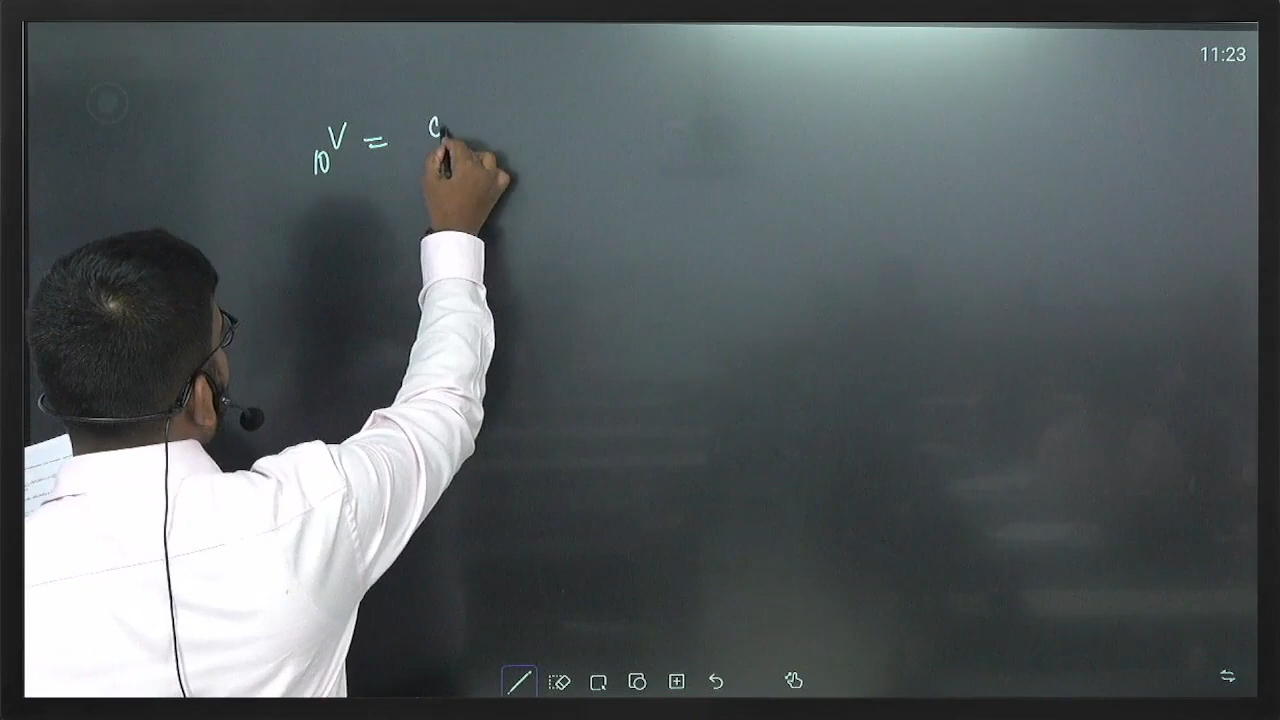 11:23
₁₀V =